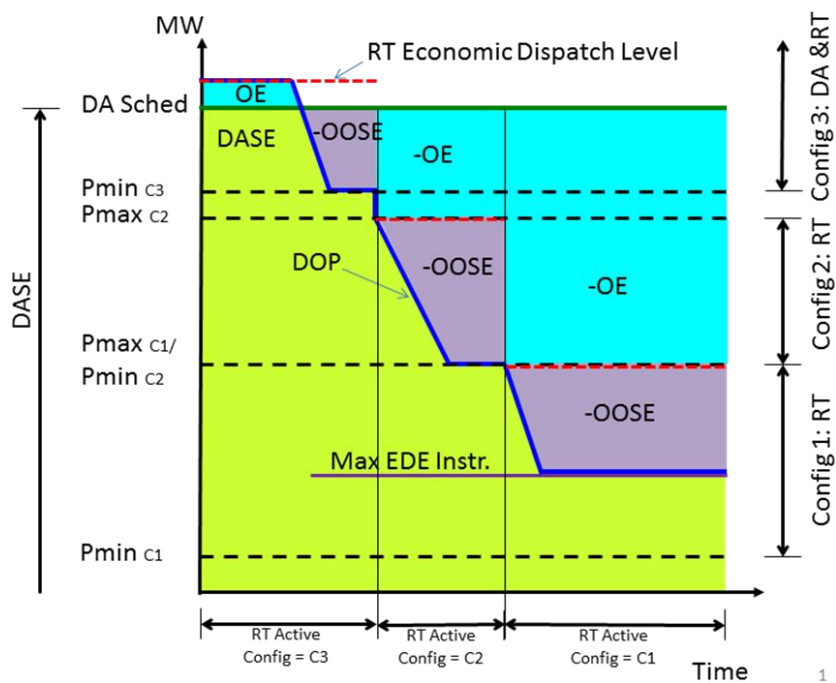 MW
RT Economic Dispatch Level
OE
DA Sched
DASE
-OOSE
-OE
Pmin C3
Pmax C2
DOP
-OOSE
-OE
Pmax C1/
Pmin C2
-OOSE
Max EDE Instr.
Pmin C1
DASE
Config 3: DA &RT
Config 2: RT
Config 1: RT
RT Active
Config = C3
RT Active
Config = C2
RT Active
Config = C1
Time
1